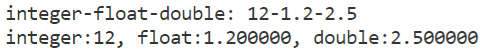 integer-float-double: 12-1.2-2.5
integer:12, float:1.200000, double:2.500000